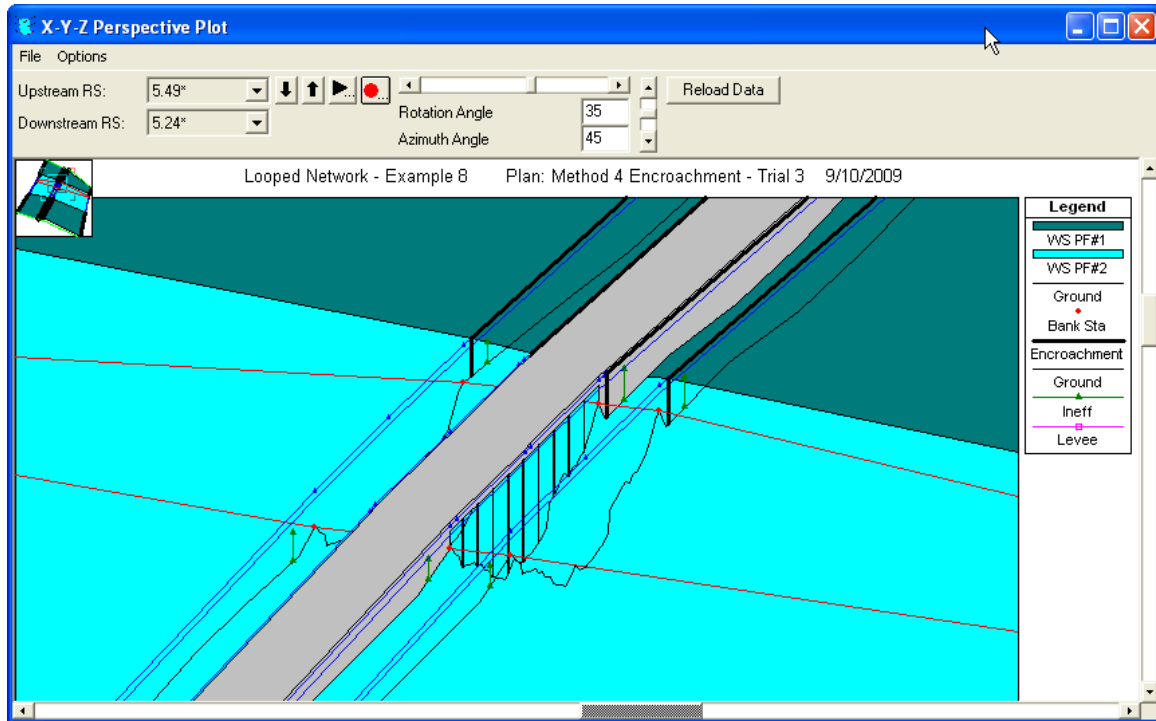 X-Y-Z Perspective Plot
File Options
Upstream RS: 5.49*
Downstream RS: 5.24*
Rotation Angle 35
Azimuth Angle 45
Reload Data
Looped Network - Example 8 Plan: Method 4 Encroachment - Trial 3 9/10/2009
Legend
WS PF#1
WS PF#2
Ground
Bank Sta
Encroachment
Ground
Ineff
Levee